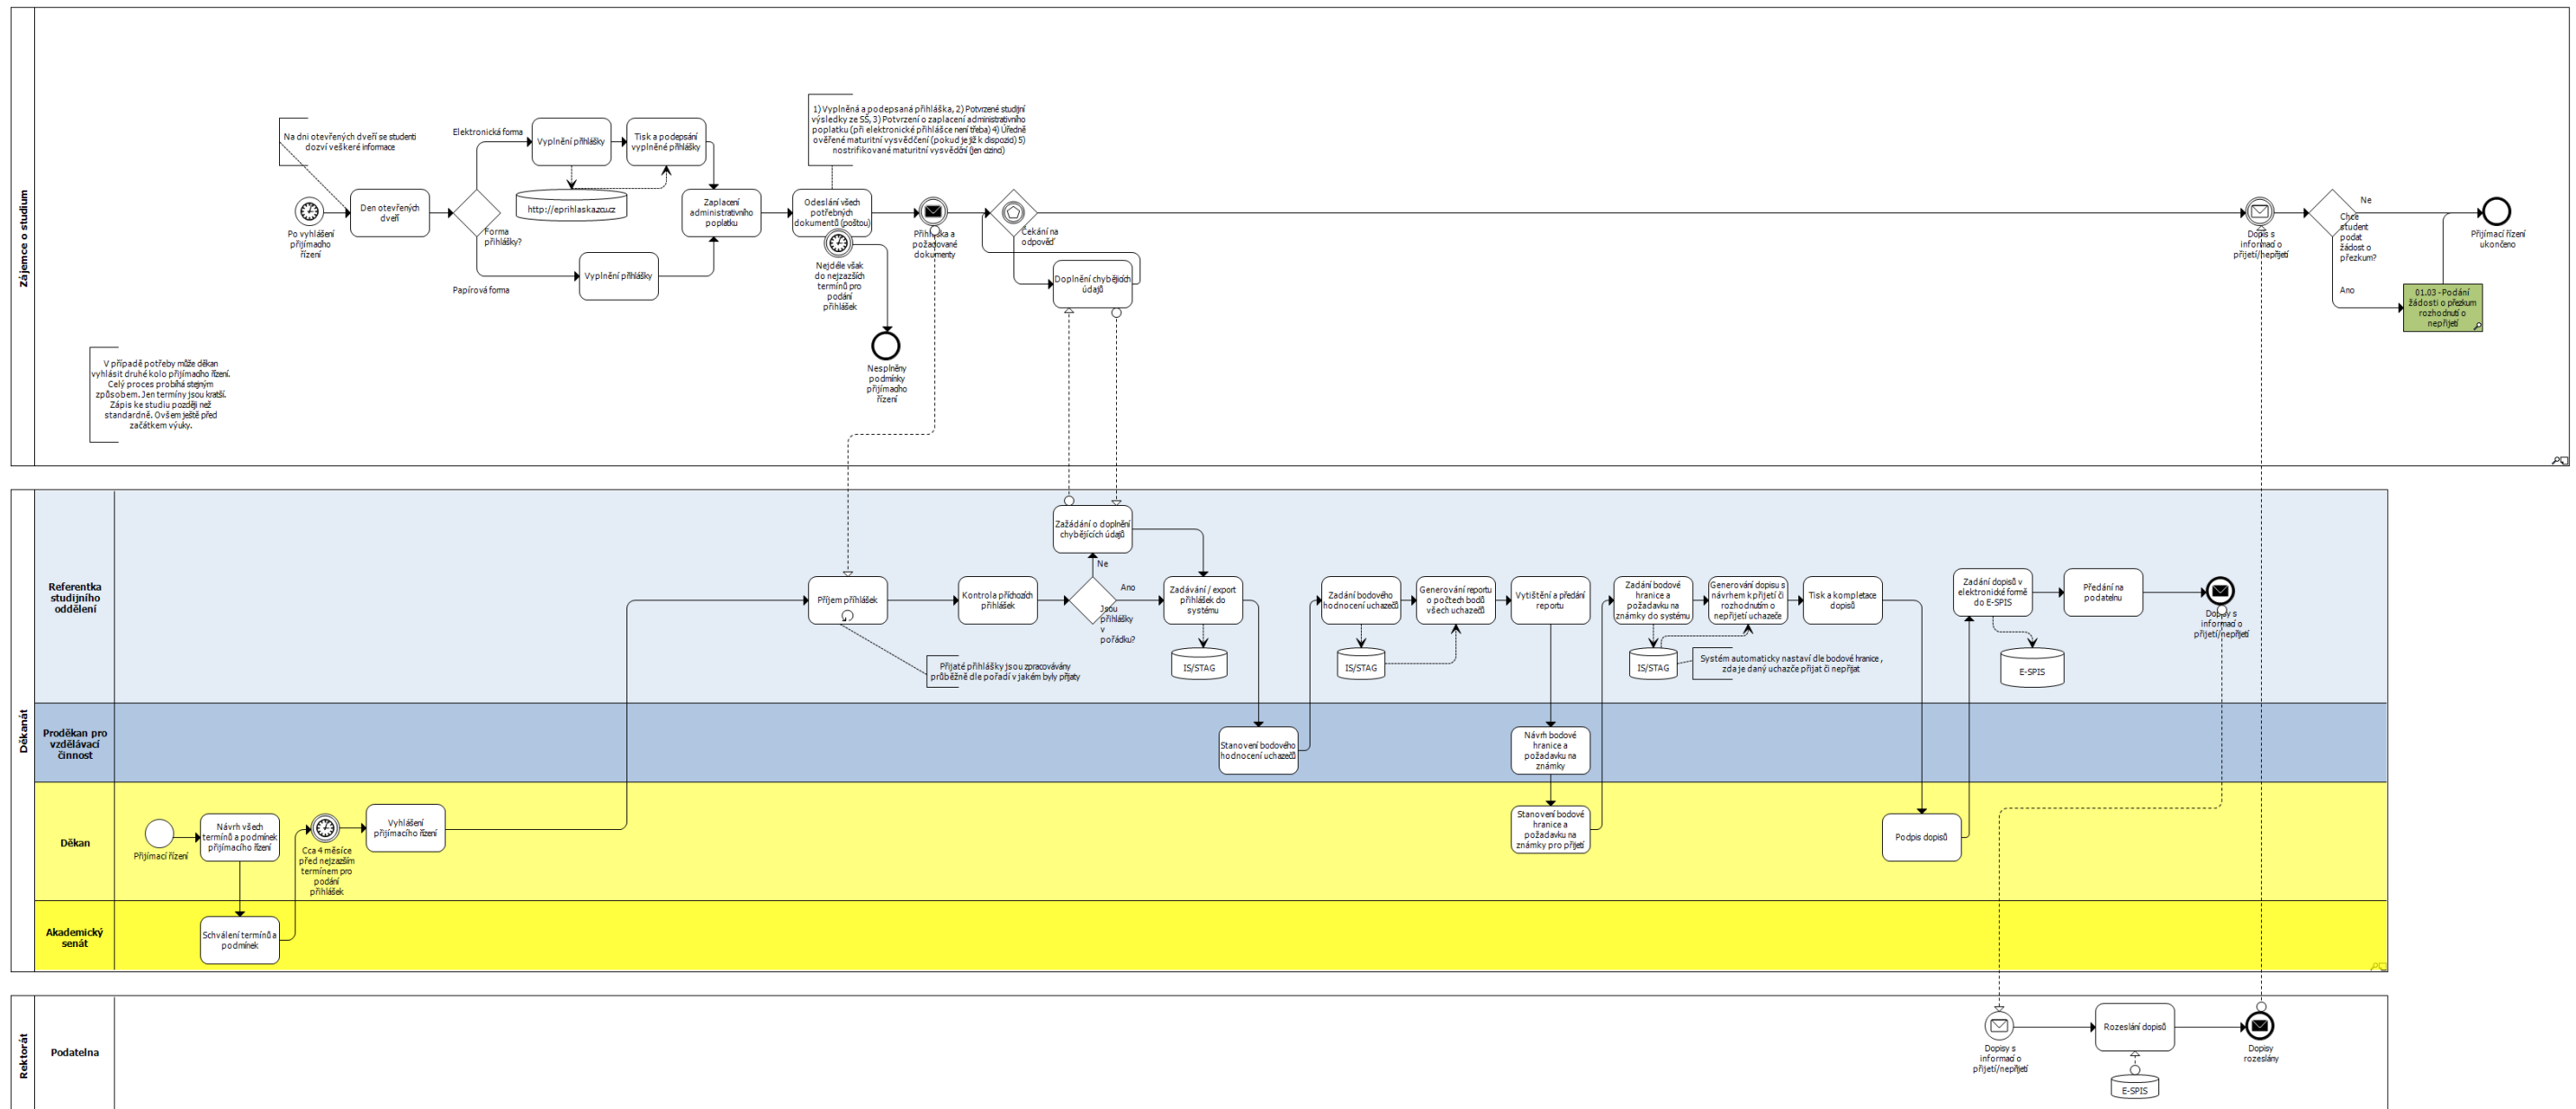 Zájemce o studium
Na dni otevřených dveří se studenti
dozví veškeré informace
Po vyhlášení
přijímacího
řízení
Den otevřených
dveří
Forma
přihlášky?
Elektronická forma
Papírová forma
Vyplnění přihlášky
Tisk a podepsání
vyplněné přihlášky
http://eprihlaska.zcu.cz
Vyplnění přihlášky
Zaplacení
administrativního
poplatku
1) Vyplněná a podepsaná přihláška, 2) Potvrzené studijní
výsledky ze SŠ, 3) Potvrzení o zaplacení administrativního
poplatku (při elektronické přihlášce není třeba) 4) Úředně
ověřené maturitní vysvědčení (pokud je již k dispozici) 5)
nostrifikované maturitní vysvědční (jen cizinci)
Odeslání všech
potřebných
dokumentů (poštou)
Nejdéle však
do nejzazších
termínů pro
podání
přihlášek
Nesplněny
podmínky
přijímacího
řízení
Přihláška a
požadované
dokumenty
Čekání na
odpověď
Doplnění chybějících
údajů
Dopis s
informací o
přijetí/nepřijetí
Chce
student
podat
žádost o
přezkum?
Ne
Ano
01.03 - Podání
žádosti o přezkum
rozhodnutí o
nepřijetí
Přijímací řízení
ukončeno
V případě potřeby může děkan
vyhlásit druhé kolo přijímacího řízení.
Celý proces probíhá stejným
způsobem. Jen termíny jsou kratší.
Zápis ke studiu později než
standardně. Ovšem ještě před
začátkem výuky.
Děkanát
Referentka
studijního
oddělení
Příjem přihlášek
Přijaté přihlášky jsou zpracovávány
průběžně dle pořadí v jakém byly přijaty
Kontrola příchozích
přihlášek
Jsou
přihlášky
v
pořádku?
Ne
Ano
Zažádání o doplnění
chybějících údajů
Zadávání / export
přihlášek do
systému
IS/STAG
Zadání bodového
hodnocení uchazečů
IS/STAG
Generování reportu
o počtech bodů
všech uchazečů
Vytištění a předání
reportu
Zadání bodové
hranice a
požadavku na
známky do systému
IS/STAG
Generování dopisu s
návrhem k přijetí či
rozhodnutím o
nepřijetí uchazeče
Systém automaticky nastaví dle bodové hranice ,
zda je daný uchazče přijat či nepřijat
Tisk a kompletace
dopisů
Zadání dopisů v
elektronické formě
do E-SPIS
E-SPIS
Předání na
podatelnu
Dopisy s
informací o
přijetí/nepřijetí
Proděkan pro
vzdělávací
činnost
Stanovení bodového
hodnocení uchazečů
Návrh bodové
hranice a
požadavku na
známky
Děkan
Přijímací řízení
Návrh všech
termínů a podmínek
přijímacího řízení
Cca 4 měsíce
před nejzazším
termínem pro
podání
přihlášek
Vyhlášení
přijímacího řízení
Stanovení bodové
hranice a
požadavku na
známky pro přijetí
Podpis dopisů
Akademický
senát
Schválení termínů a
podmínek
Rektorát
Podatelna
Dopisy s
informací o
přijetí/nepřijetí
Rozeslání dopisů
E-SPIS
Dopisy
rozeslány